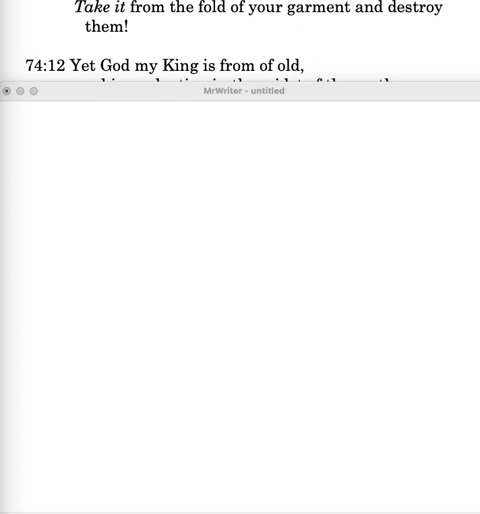 Take it from the fold of your garment and destroy
them!
74:12 Yet God my King is from of old,
MrWriter - untitled